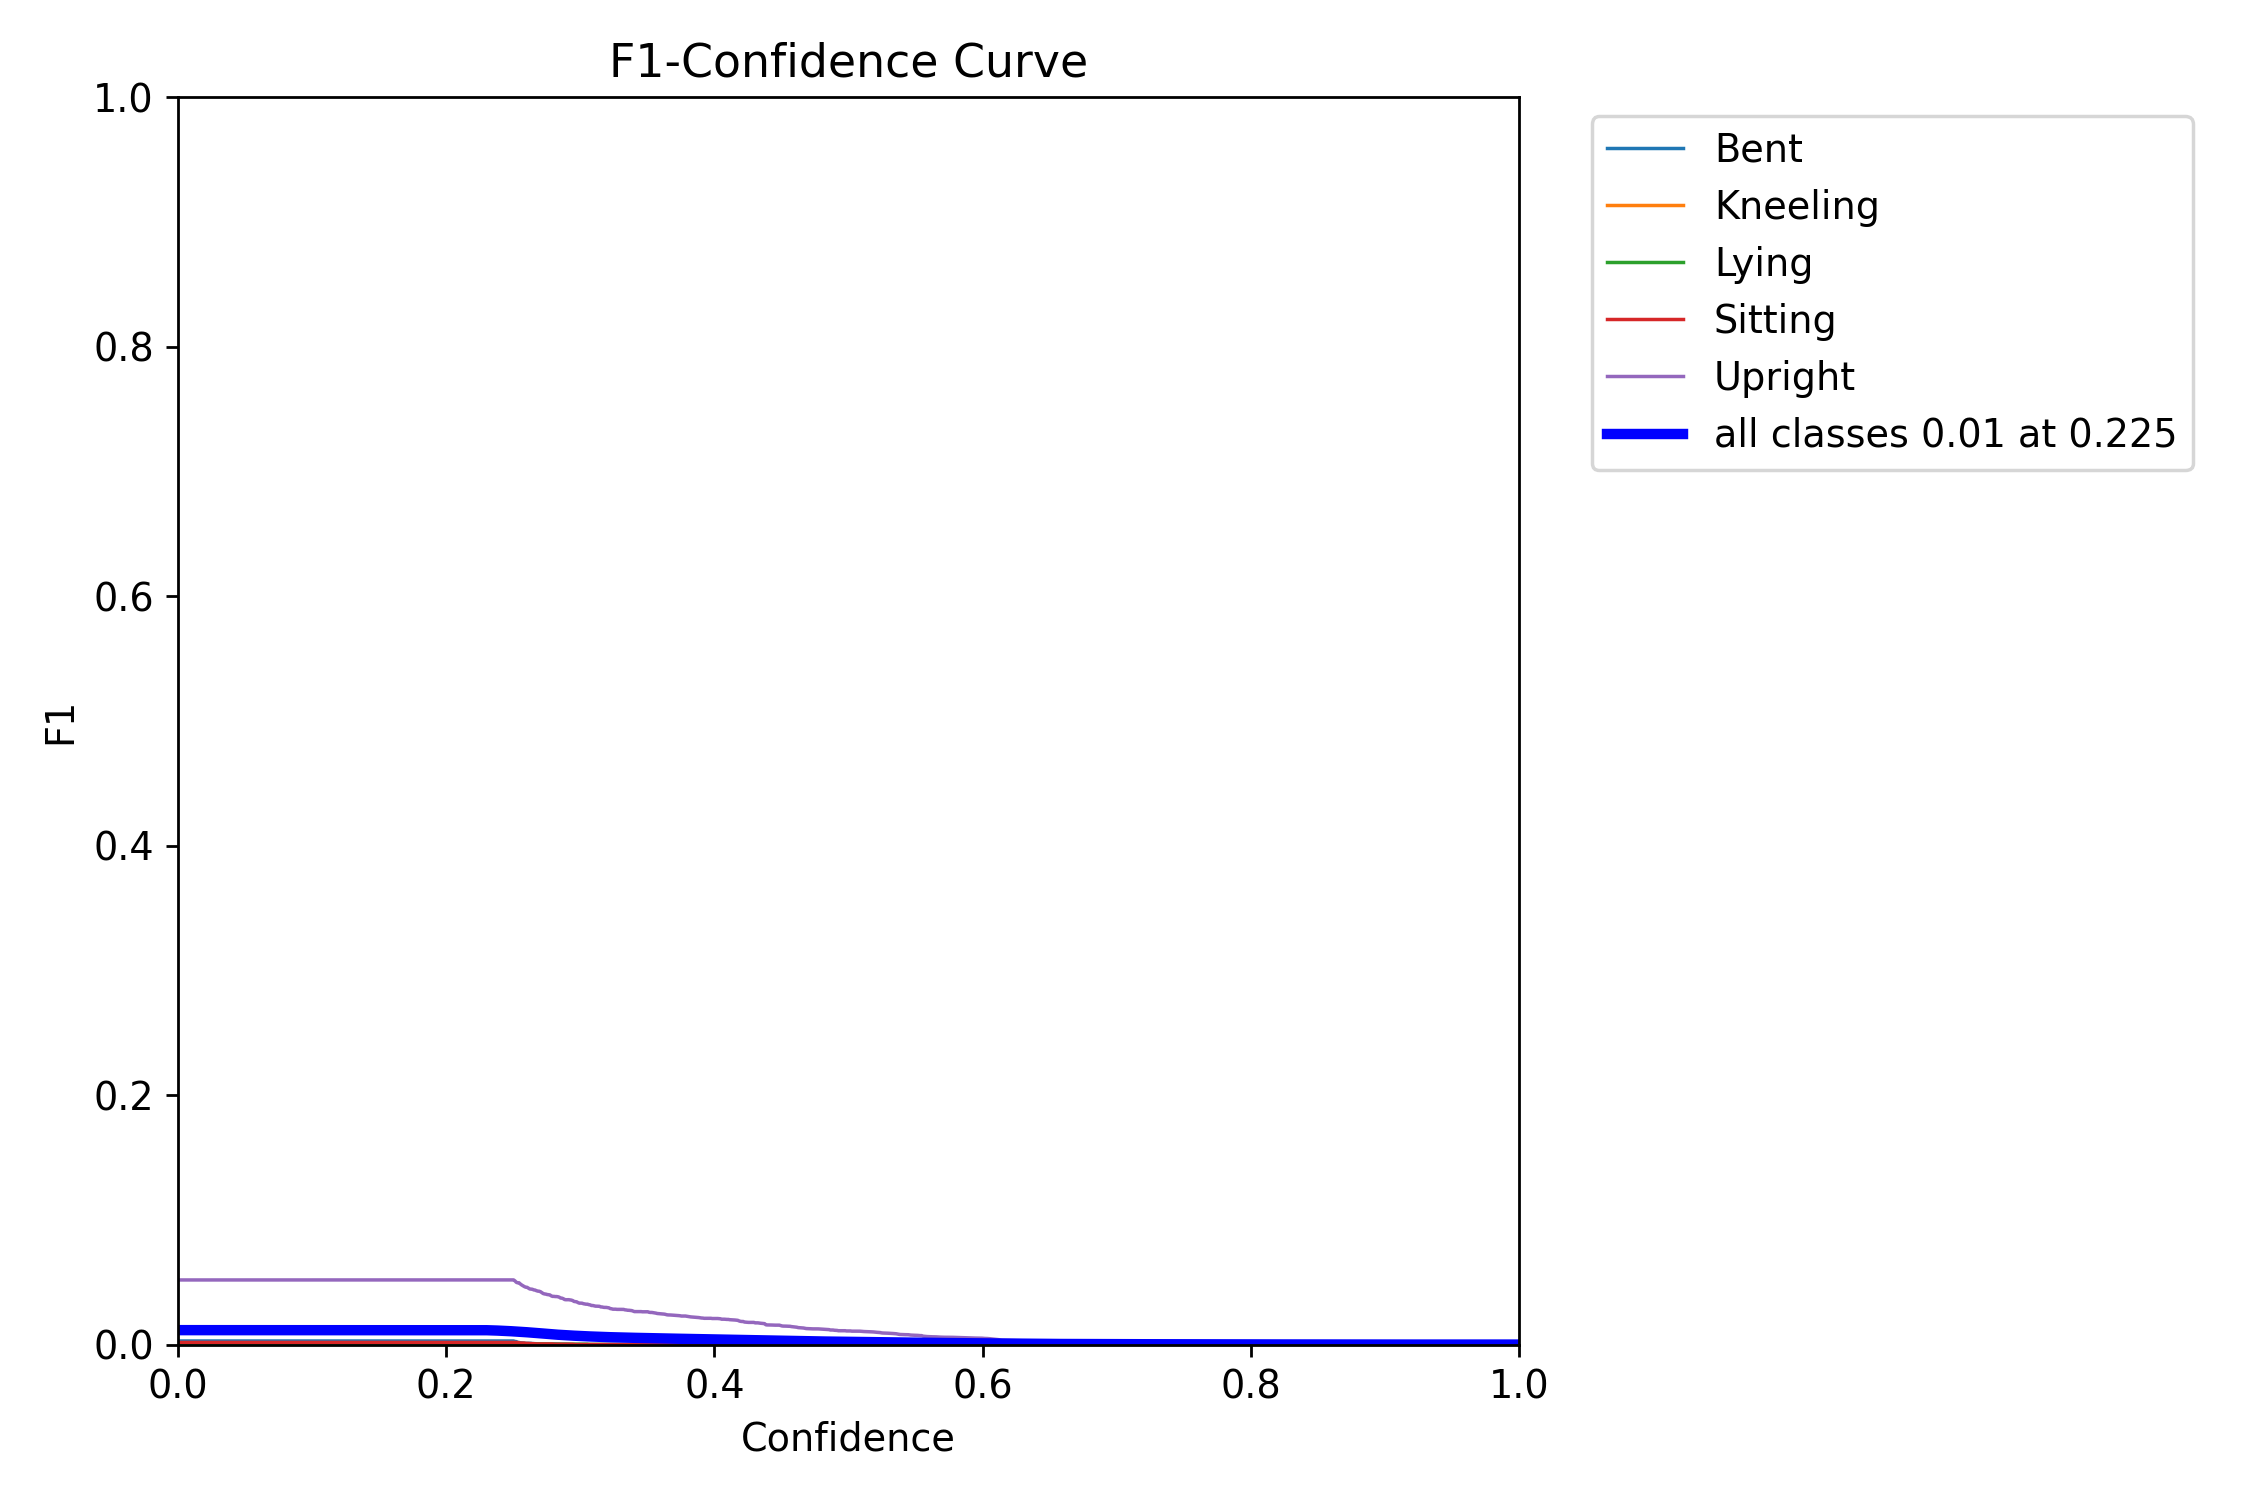 F1-Confidence Curve
1.0
0.8
0.6
0.4
0.2
0.0
F1
0.0 0.2 0.4 0.6 0.8 1.0
Confidence
Bent
Kneeling
Lying
Sitting
Upright
all classes 0.01 at 0.225